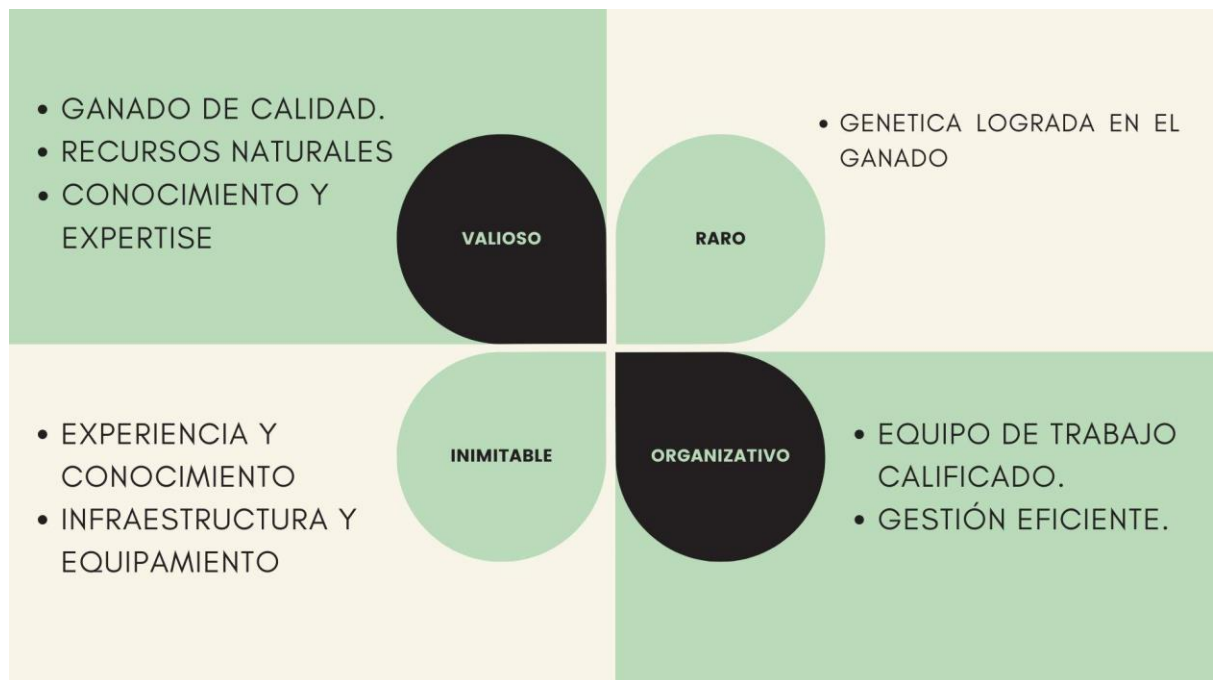 • GANADO DE CALIDAD.
• RECURSOS NATURALES
• CONOCIMIENTO Y
EXPERTISE
VALIOSO
RARO
• GENETICA LOGRADA EN EL
GANADO
• EXPERIENCIA Y
CONOCIMIENTO
• INFRAESTRUCTURA Y
EQUIPAMIENTO
INIMITABLE
ORGANIZATIVO
• EQUIPO DE TRABAJO
CALIFICADO.
• GESTIÓN EFICIENTE.